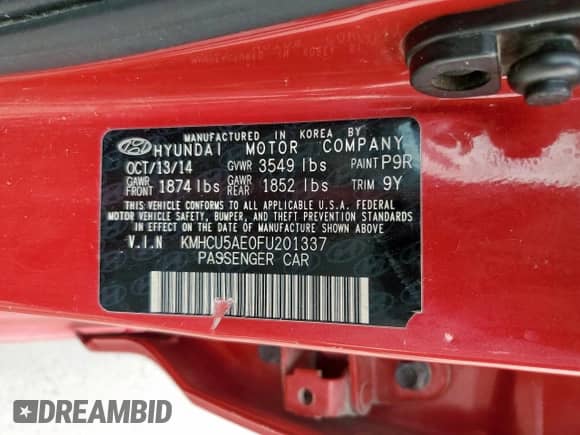 MANUFACTURED IN KOREA BY
HYUNDAI MOTOR COMPANY
OCT/13/14 GVWR 3549 lbs PAINT P9R
GAWR FRONT 1874 lbs GAWR REAR 1852 lbs TRIM 9Y
THIS VEHICLE CONFORMS TO ALL APPLICABLE U.S.A. FEDERAL
MOTOR VEHICLE SAFETY, BUMPER, AND THEFT PREVENTION STANDARDS
IN EFFECT ON THE DATE OF MANUFACTURE SHOWN ABOVE.
V.I.N KMHCU5AE0FU201337
PASSENGER CAR
DREAMBID